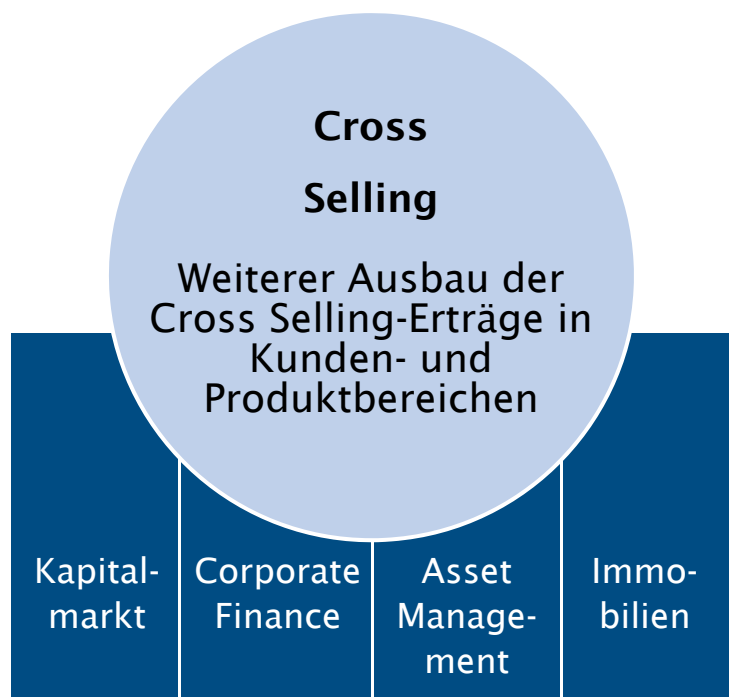 Cross
Selling
Weiterer Ausbau der
Cross Selling-Erträge in
Kunden- und
Produktbereichen
Kapital-
markt
Corporate
Finance
Asset
Manage-
ment
Immo-
bilien